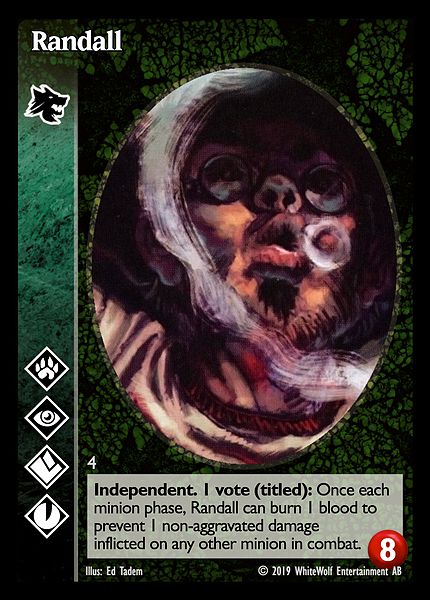 Randall
4
Independent. 1 vote (titled): Once each
minion phase, Randall can burn 1 blood to
prevent 1 non-aggravated damage
inflicted on any other minion in combat.
8
Illus: Ed Tadem
© 2019 WhiteWolf Entertainment AB